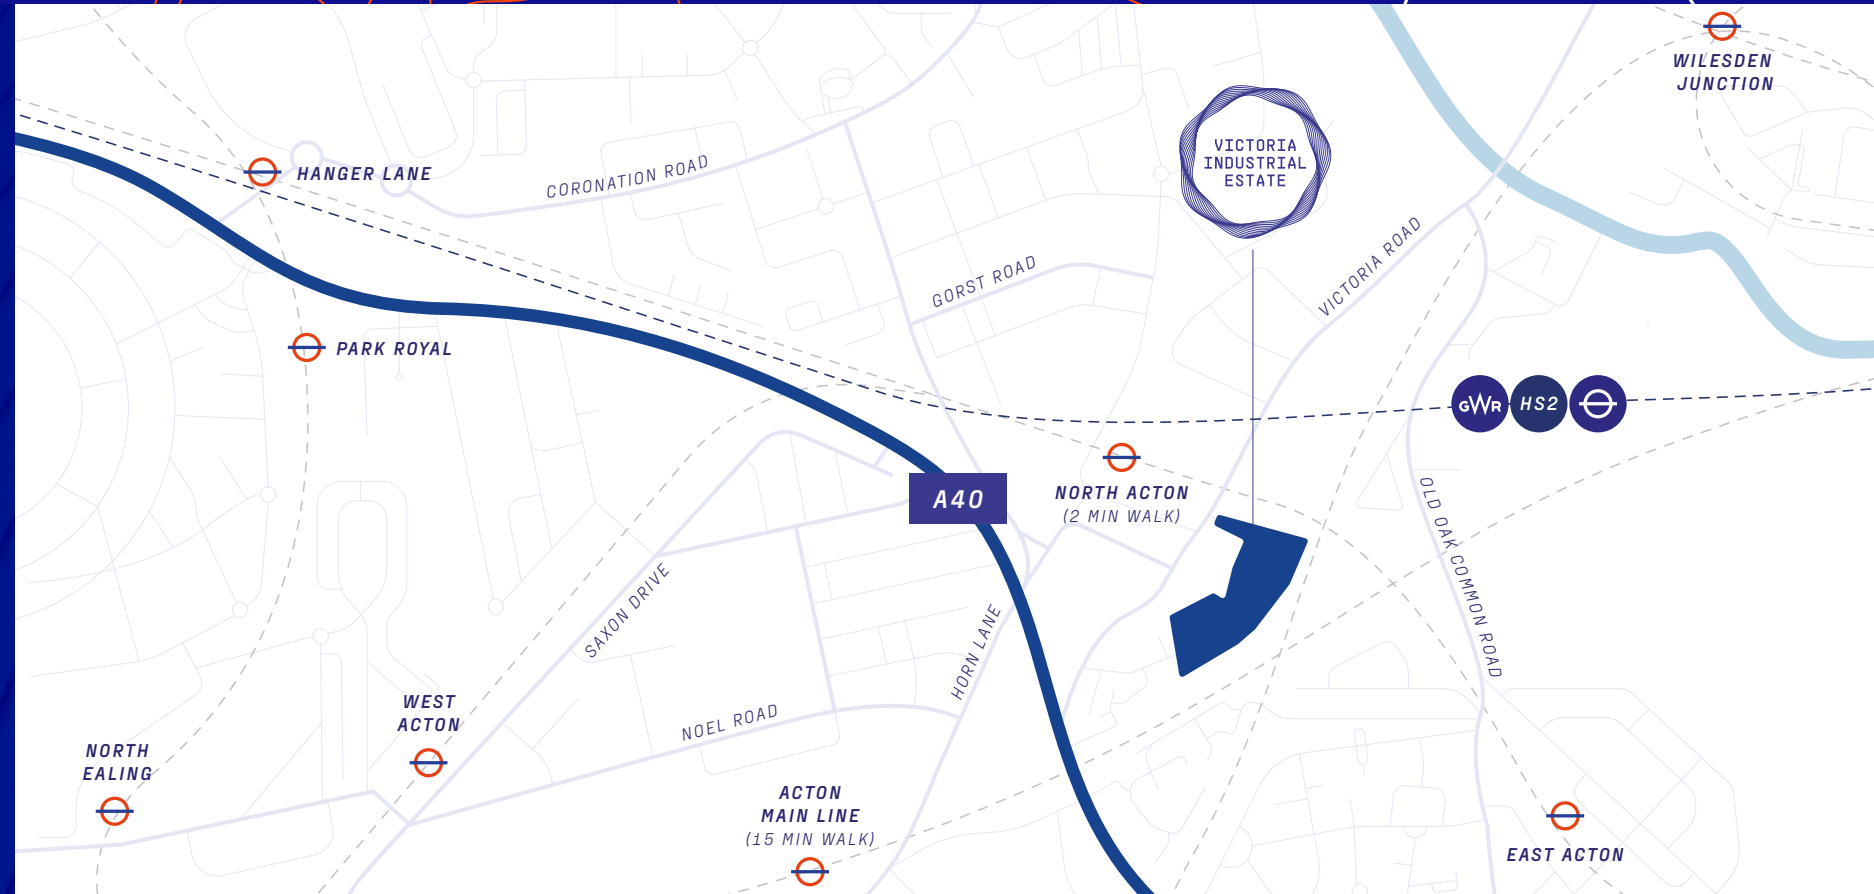 WILESDEN
JUNCTION
VICTORIA
INDUSTRIAL
ESTATE
HANGER LANE
CORONATION ROAD
GORST ROAD
VICTORIA ROAD
PARK ROYAL
GWR
HS2
A40
NORTH ACTON
(2 MIN WALK)
OLD OAK COMMON ROAD
SAXON DRIVE
HORN LANE
WEST
ACTON
NOEL ROAD
NORTH
EALING
ACTON
MAIN LINE
(15 MIN WALK)
EAST ACTON